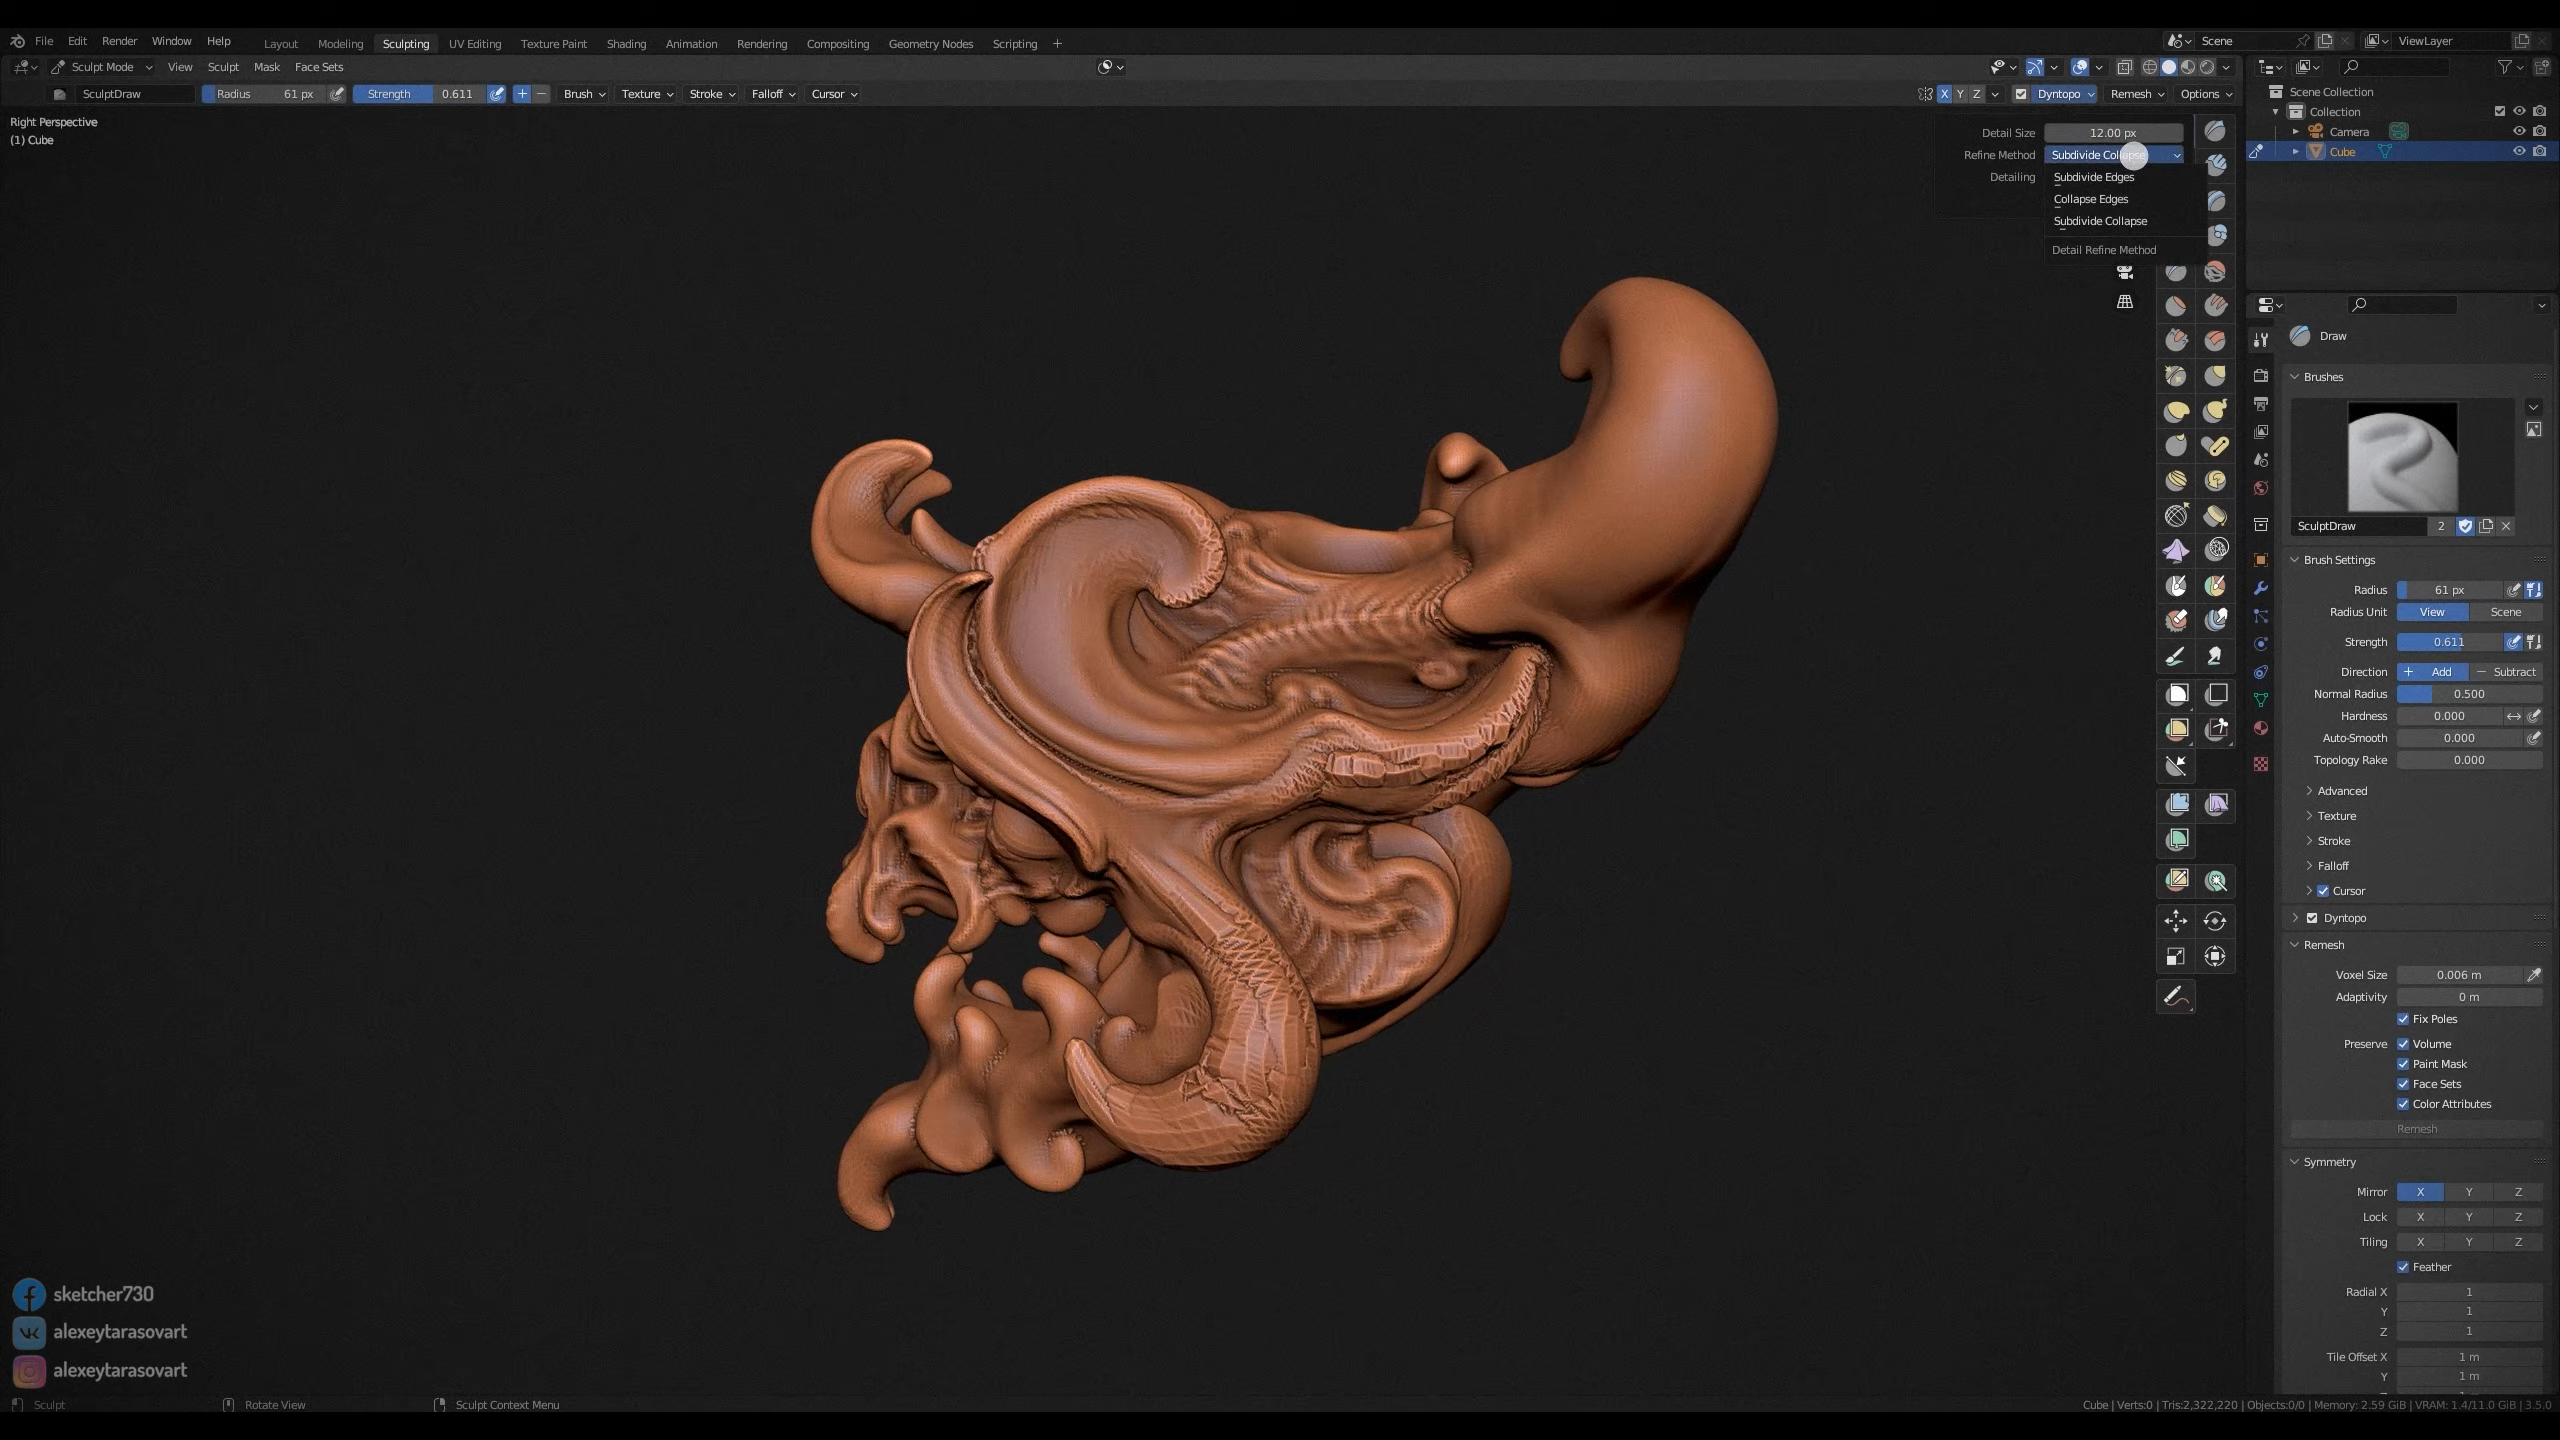 File Edit Render Window Help
Layout Modeling Sculpting UV Editing Texture Paint Shading Animation Rendering Compositing Geometry Nodes Scripting +
Scene
ViewLayer
Sculpt Mode View Sculpt Mask Face Sets
SculptDraw Radius 61 px Strength 0.611 + − Brush Texture Stroke Falloff Cursor
X Y Z Dyntopo Remesh Options
Right Perspective
(1) Cube
Detail Size 12.00 px
Refine Method Subdivide Collapse
Detailing
Subdivide Edges
Collapse Edges
Subdivide Collapse
Detail Refine Method
Scene Collection
Collection
Camera
Cube
Draw
Brushes
SculptDraw 2
Brush Settings
Radius 61 px
Radius Unit View Scene
Strength 0.611
Direction + Add − Subtract
Normal Radius 0.500
Hardness 0.000
Auto-Smooth 0.000
Topology Rake 0.000
Advanced
Texture
Stroke
Falloff
Cursor
Dyntopo
Remesh
Voxel Size 0.006 m
Adaptivity 0 m
Fix Poles
Preserve Volume
Paint Mask
Face Sets
Color Attributes
Remesh
Symmetry
Mirror X Y Z
Lock X Y Z
Tiling X Y Z
Feather
Radial X 1
Y 1
Z 1
Tile Offset X 1 m
Y 1 m
sketcher730
alexeytarasovart
alexeytarasovart
Sculpt Rotate View Sculpt Context Menu
Cube | Verts:0 | Tris:2,322,220 | Objects:0/0 | Memory: 2.59 GiB | VRAM: 1.4/11.0 GiB | 3.5.0